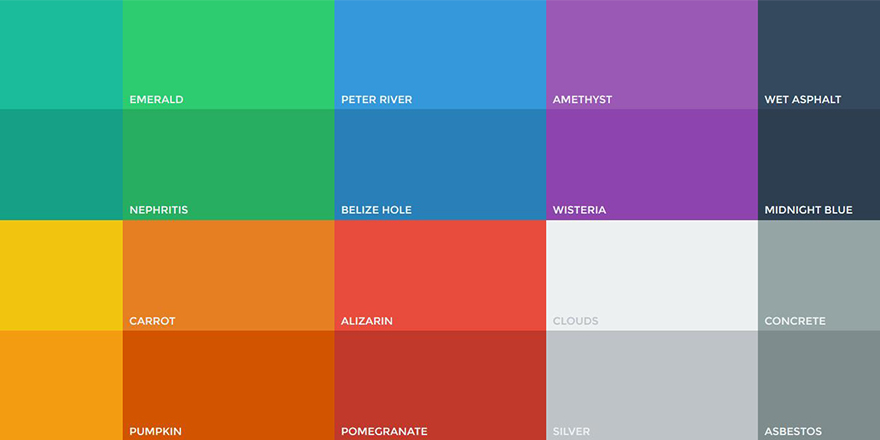 EMERALD
PETER RIVER
AMETHYST
WET ASPHALT
NEPHRITIS
BELIZE HOLE
WISTERIA
MIDNIGHT BLUE
CARROT
ALIZARIN
CLOUDS
CONCRETE
PUMPKIN
POMEGRANATE
SILVER
ASBESTOS